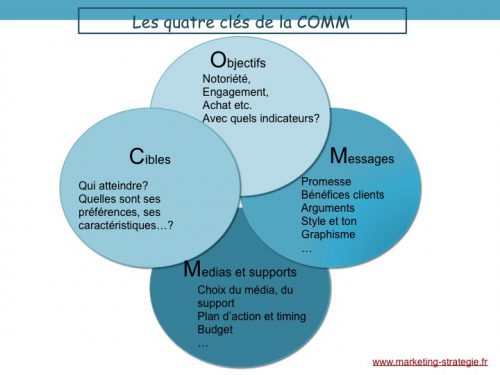 Les quatre clés de la COMM'
Objectifs
Notoriété,
Engagement,
Achat etc.
Avec quels indicateurs?
Cibles
Qui atteindre?
Quelles sont ses
préférences, ses
caractéristiques…?
Messages
Promesse
Bénéfices clients
Arguments
Style et ton
Graphisme
…
Medias et supports
Choix du média, du
support
Plan d'action et timing
Budget
…
www.marketing-strategie.fr